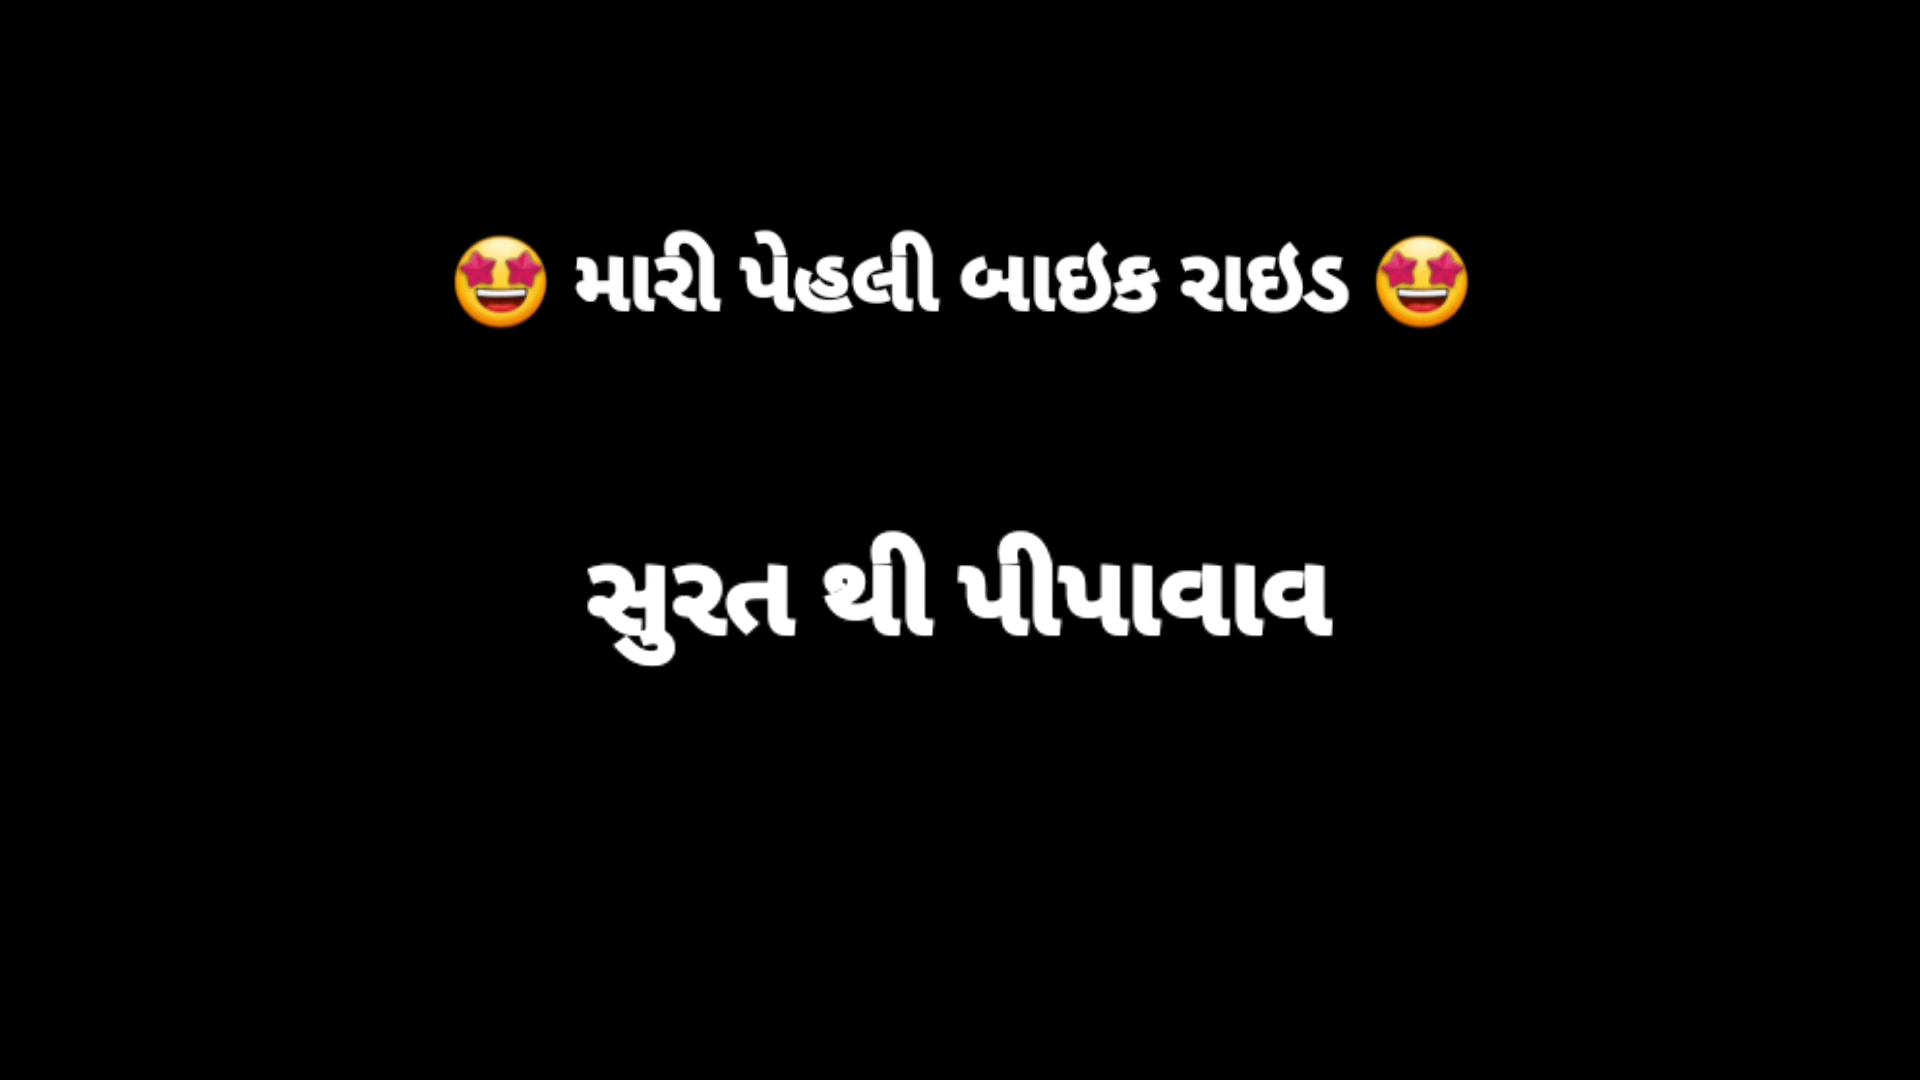 🤩 મારી પેહલી બાઇક રાઇડ 🤩
સુરત થી પીપાવાવ